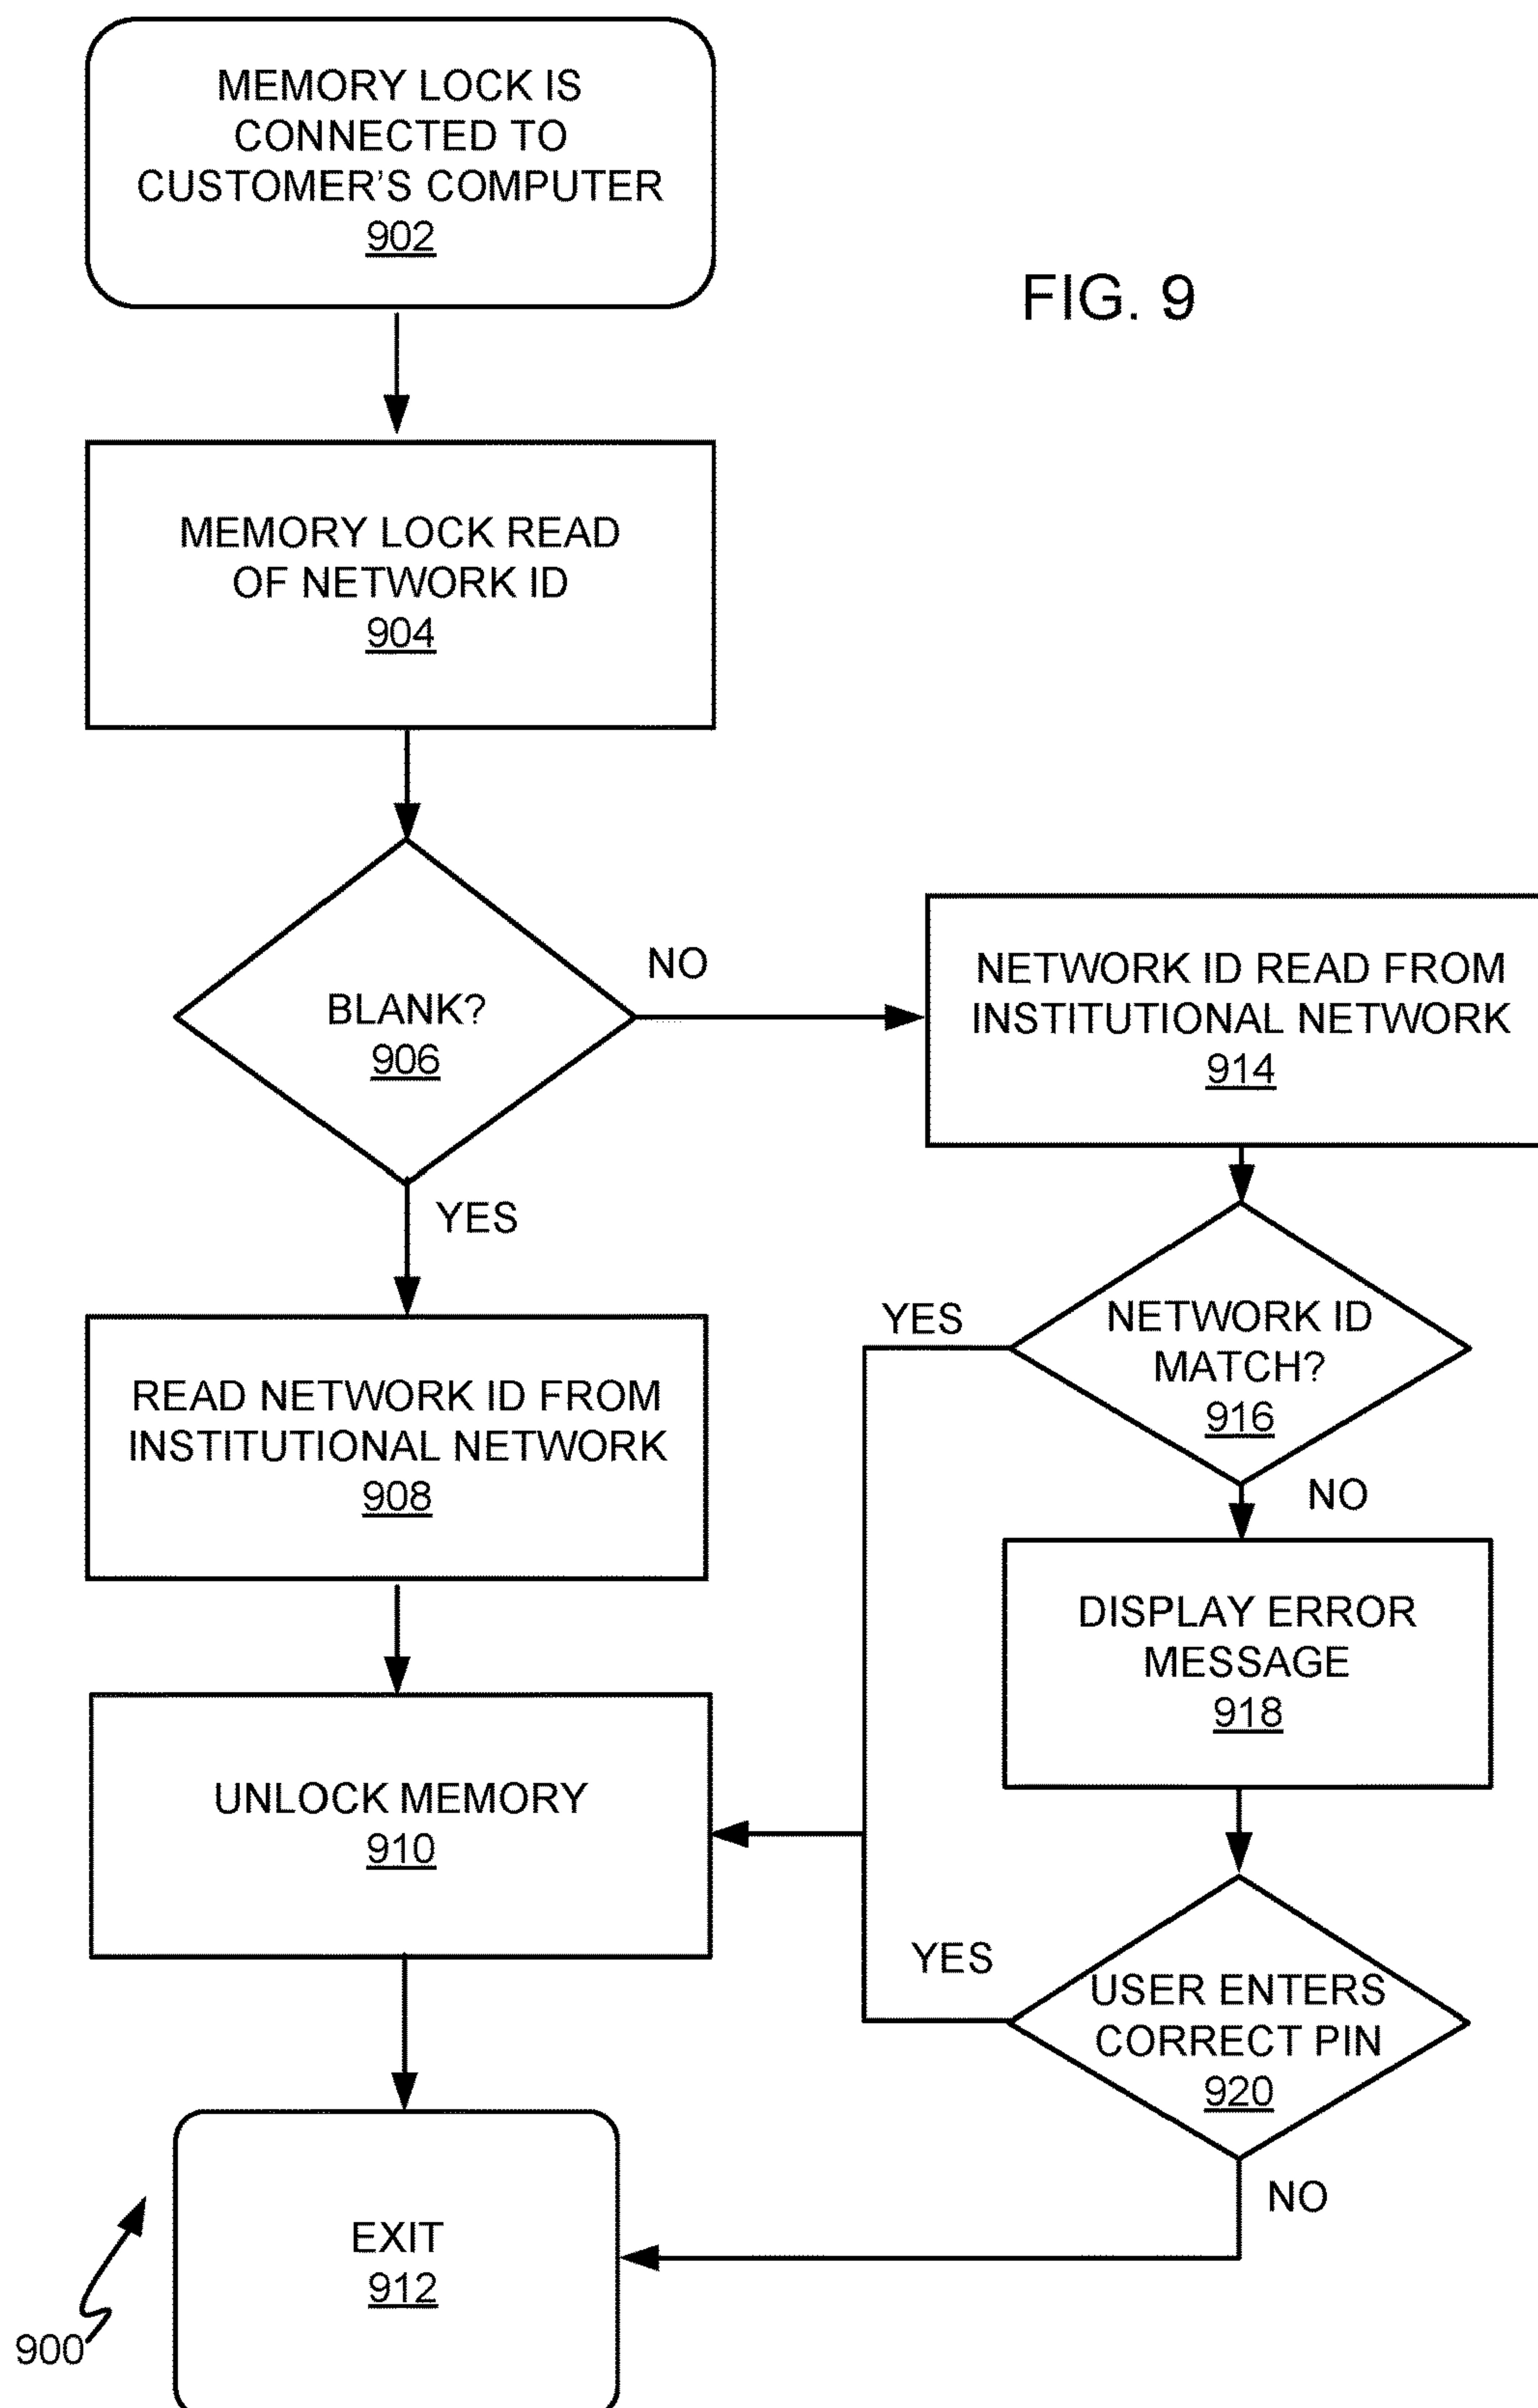 MEMORY LOCK IS
CONNECTED TO
CUSTOMER'S COMPUTER
902
FIG. 9
MEMORY LOCK READ
OF NETWORK ID
904
BLANK?
906
NO
NETWORK ID READ FROM
INSTITUTIONAL NETWORK
914
YES
READ NETWORK ID FROM
INSTITUTIONAL NETWORK
908
YES
NETWORK ID
MATCH?
916
NO
DISPLAY ERROR
MESSAGE
918
UNLOCK MEMORY
910
YES
USER ENTERS
CORRECT PIN
920
NO
EXIT
912
900